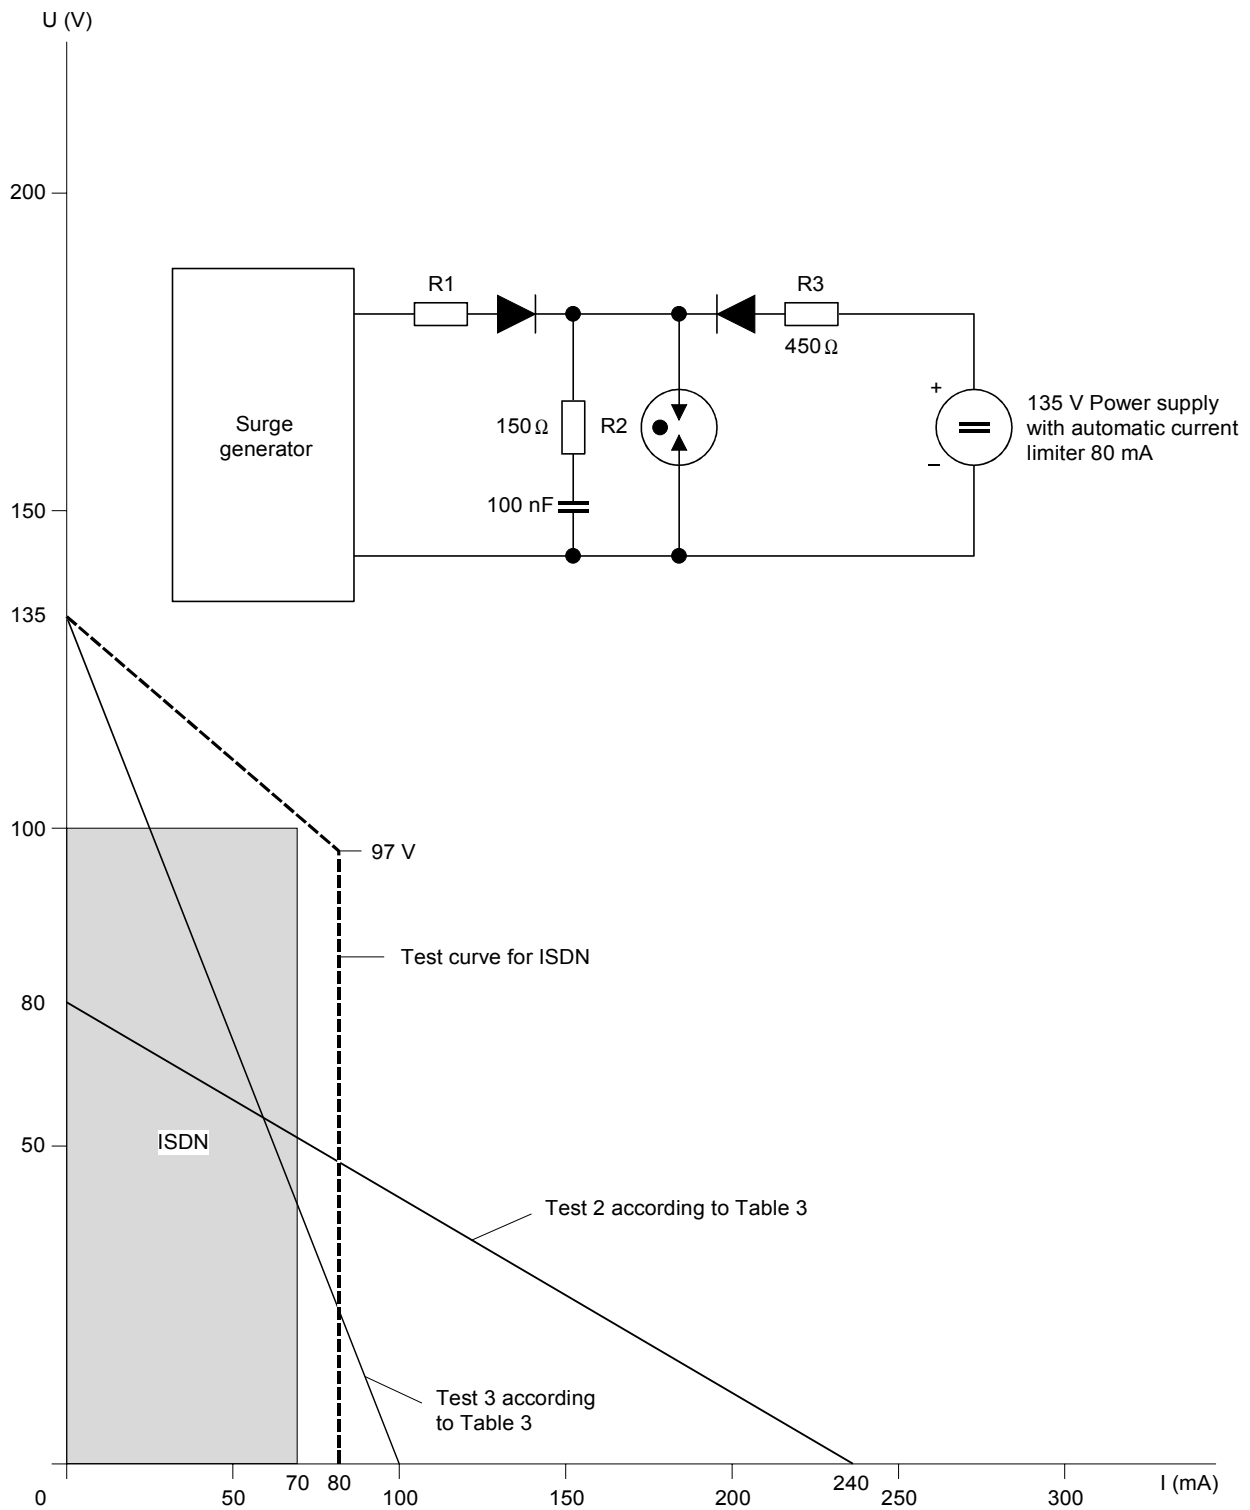 U (V)
200
R1
R3
450 Ω
Surge
generator
150 Ω
R2
100 nF
+
–
135 V Power supply
with automatic current
limiter 80 mA
150
135
100
97 V
Test curve for ISDN
80
ISDN
50
Test 2 according to Table 3
Test 3 according
to Table 3
0
50
70
80
100
150
200
240
250
300
I (mA)